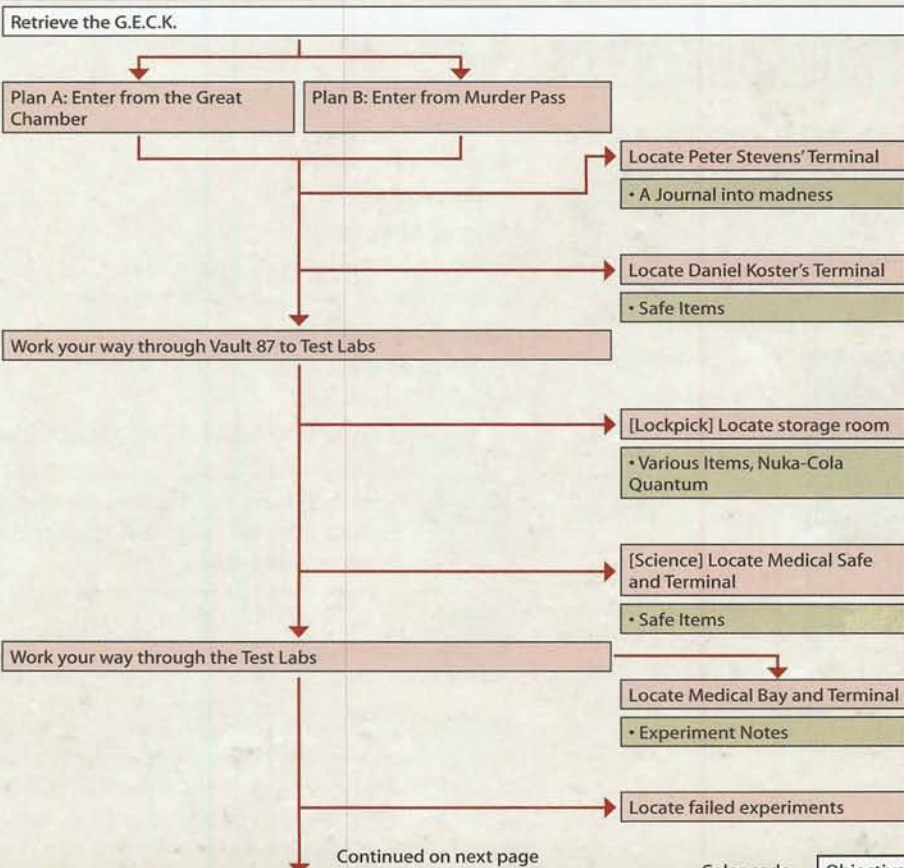 Retrieve the G.E.C.K.
Plan A: Enter from the Great
Chamber
Plan B: Enter from Murder Pass
Locate Peter Stevens' Terminal
• A Journal into madness
Locate Daniel Koster's Terminal
• Safe Items
Work your way through Vault 87 to Test Labs
[Lockpick] Locate storage room
• Various Items, Nuka-Cola
Quantum
[Science] Locate Medical Safe
and Terminal
• Safe Items
Work your way through the Test Labs
Locate Medical Bay and Terminal
• Experiment Notes
Locate failed experiments
Continued on next page